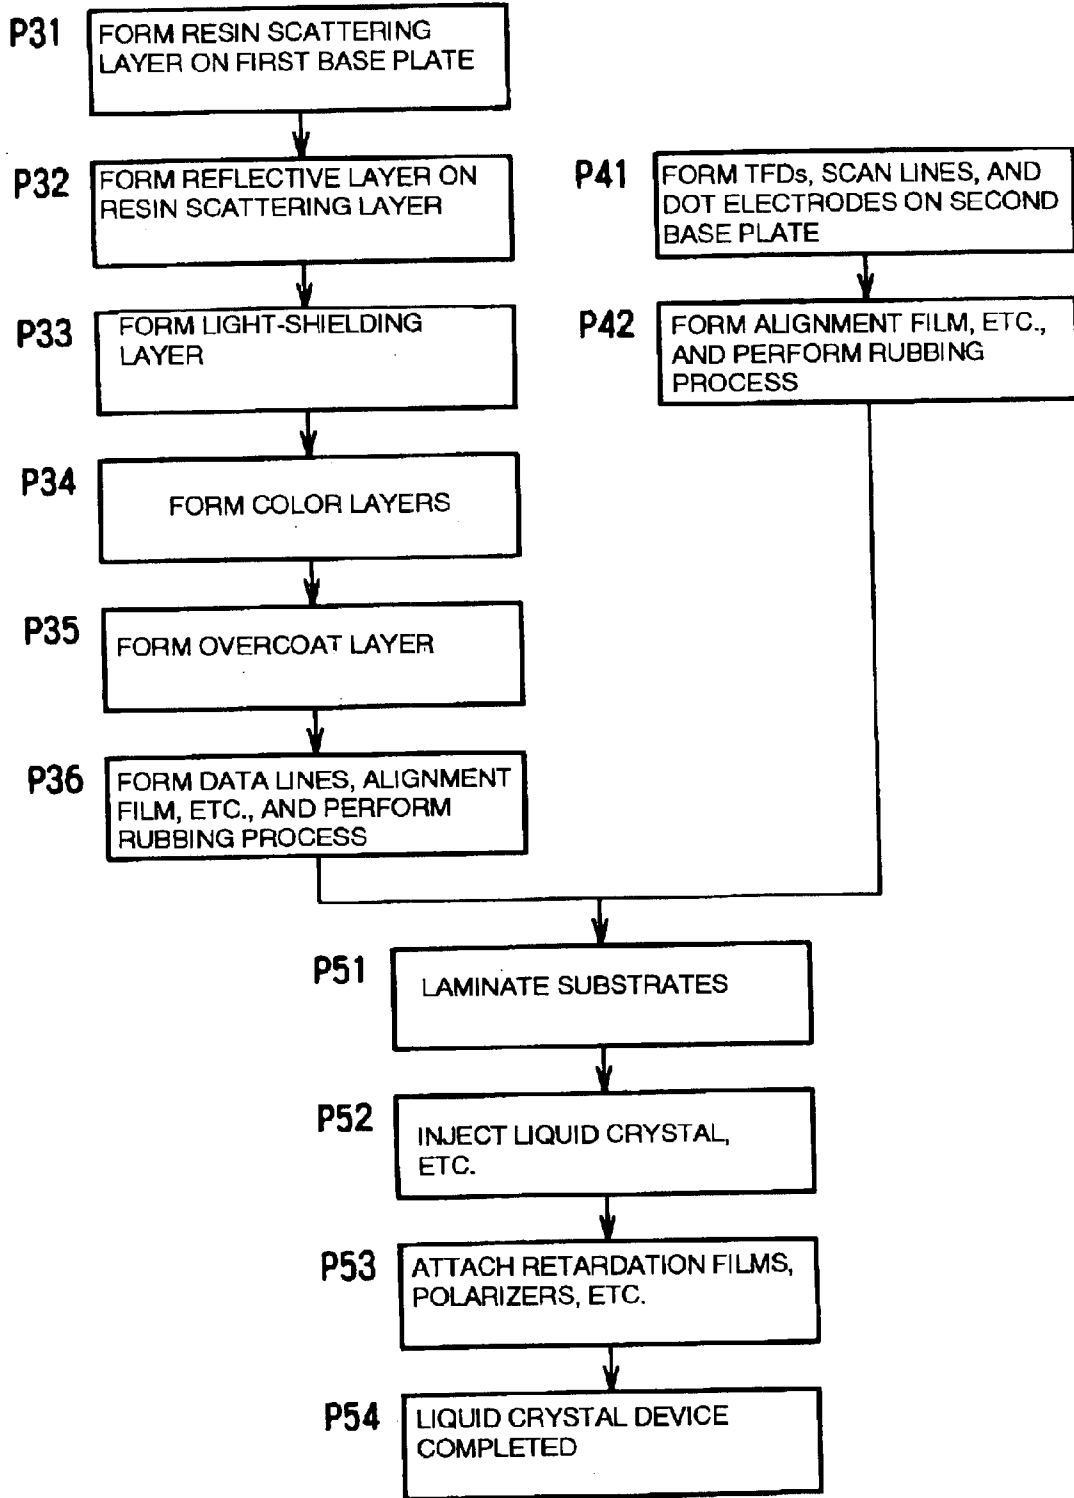 P31
FORM RESIN SCATTERING
LAYER ON FIRST BASE PLATE
P32
FORM REFLECTIVE LAYER ON
RESIN SCATTERING LAYER
P33
FORM LIGHT-SHIELDING
LAYER
P34
FORM COLOR LAYERS
P35
FORM OVERCOAT LAYER
P36
FORM DATA LINES, ALIGNMENT
FILM, ETC., AND PERFORM
RUBBING PROCESS
P41
FORM TFDs, SCAN LINES, AND
DOT ELECTRODES ON SECOND
BASE PLATE
P42
FORM ALIGNMENT FILM, ETC.,
AND PERFORM RUBBING
PROCESS
P51
LAMINATE SUBSTRATES
P52
INJECT LIQUID CRYSTAL,
ETC.
P53
ATTACH RETARDATION FILMS,
POLARIZERS, ETC.
P54
LIQUID CRYSTAL DEVICE
COMPLETED